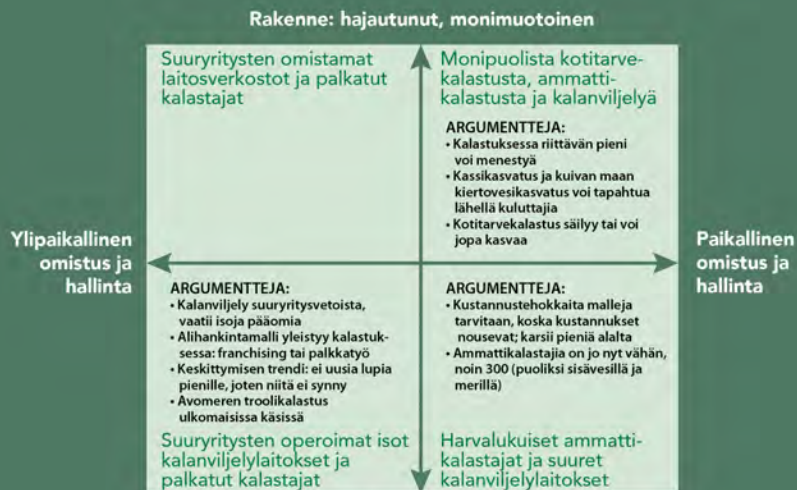 Rakenne: hajautunut, monimuotoinen
Suuryritysten omistamat
laitosverkostot ja palkatut
kalastajat
Monipuolista kotitarve-
kalastusta, ammatti-
kalastusta ja kalanviljelyä
ARGUMENTTEJA:
• Kalastuksessa riittävän pieni
voi menestyä
• Kassikasvatus ja kuivan maan
kiertovesikasvatus voi tapahtua
lähellä kuluttajia
• Kotitarvekalastus säilyy tai voi
jopa kasvaa
Ylipaikallinen
omistus ja
hallinta
Paikallinen
omistus ja
hallinta
ARGUMENTTEJA:
• Kalanviljely suuryritysvetoista,
vaatii isoja pääomia
• Alihankintamalli yleistyy kalastuk-
sessa: franchising tai palkkatyö
• Keskittymisen trendi: ei uusia lupia
pienille, joten niitä ei synny
• Avomeren troolikalastus
ulkomaisissa käsissä
ARGUMENTTEJA:
• Kustannustehokkaita malleja
tarvitaan, koska kustannukset
nousevat; karsii pieniä alalta
• Ammattikalastajia on jo nyt vähän,
noin 300 (puoliksi sisävesillä ja
merillä)
Suuryritysten operoimat isot
kalanviljelylaitokset ja
palkatut kalastajat
Harvalukuiset ammatti-
kalastajat ja suuret
kalanviljelylaitokset